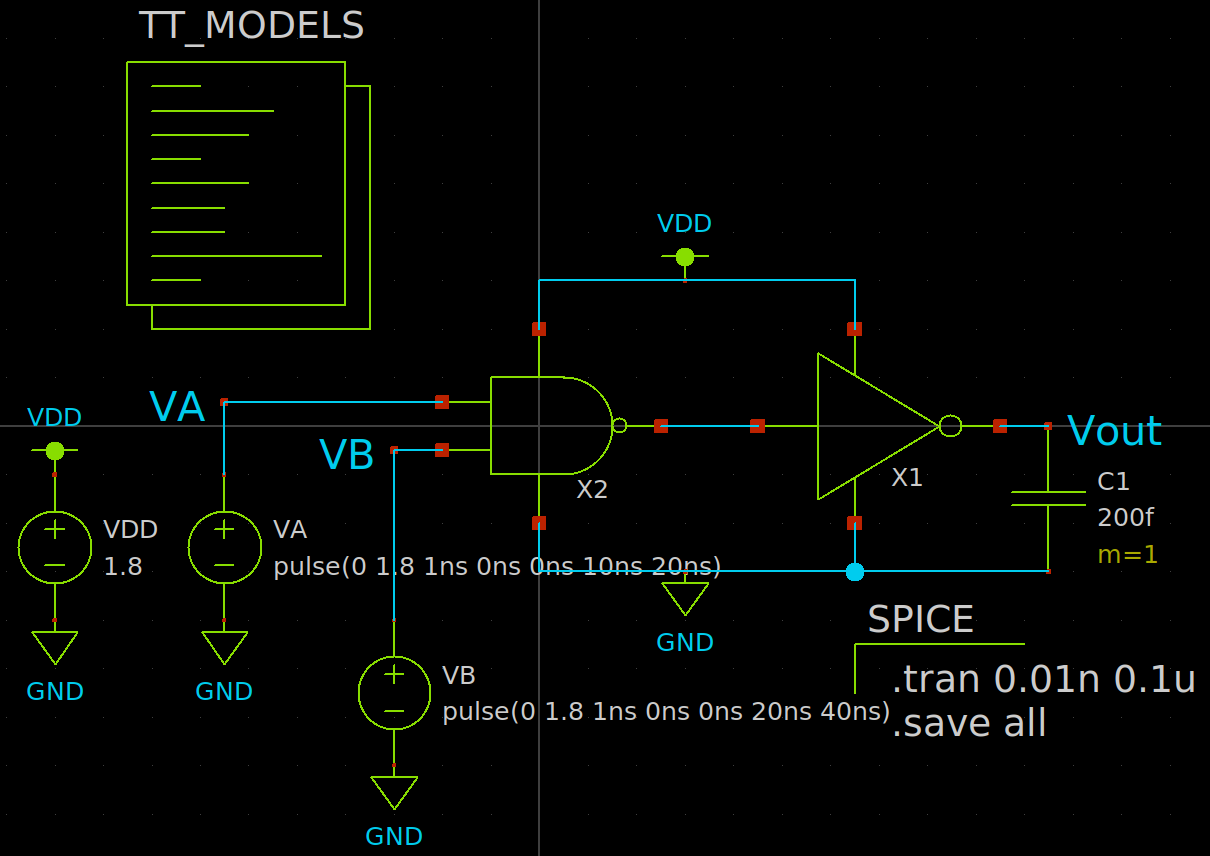 TT_MODELS
VDD
VA
VDD
VB
Vout
X2
X1
C1
200f
m=1
VDD
1.8
VA
pulse(0 1.8 1ns 0ns 0ns 10ns 20ns)
GND
GND
GND
SPICE
.tran 0.01n 0.1u
.save all
VB
pulse(0 1.8 1ns 0ns 0ns 20ns 40ns)
GND